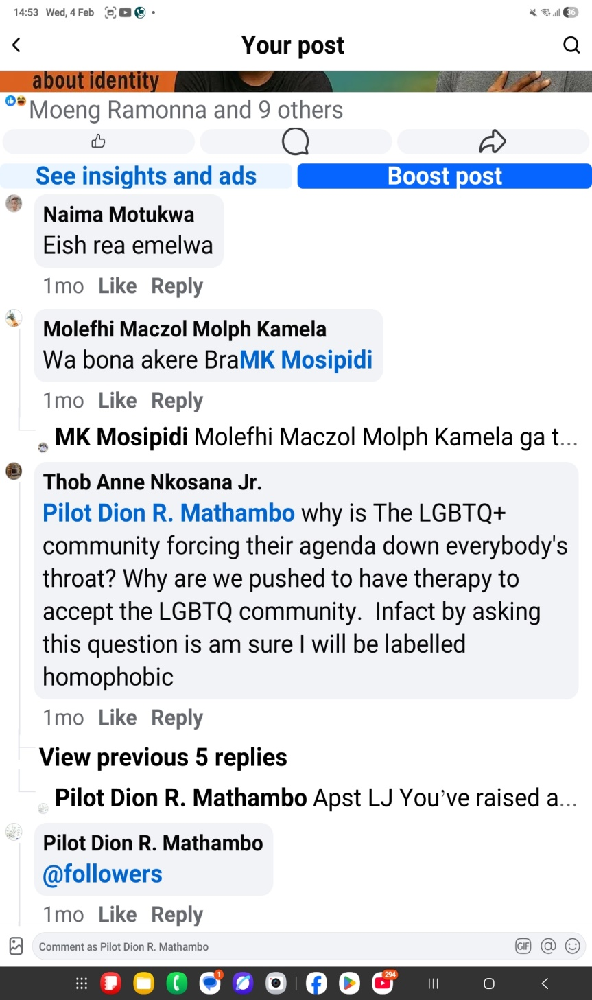 14:53 Wed, 4 Feb
36
Your post
about identity
Moeng Ramonna and 9 others
See insights and ads
Boost post
Naima Motukwa
Eish rea emelwa
1mo Like Reply
Molefhi Maczol Molph Kamela
Wa bona akere BraMK Mosipidi
1mo Like Reply
MK Mosipidi Molefhi Maczol Molph Kamela ga t...
Thob Anne Nkosana Jr.
Pilot Dion R. Mathambo why is The LGBTQ+
community forcing their agenda down everybody's
throat? Why are we pushed to have therapy to
accept the LGBTQ community.  Infact by asking
this question is am sure I will be labelled
homophobic
1mo Like Reply
View previous 5 replies
Pilot Dion R. Mathambo Apst LJ You’ve raised a...
Pilot Dion R. Mathambo
@followers
1mo Like Reply
Comment as Pilot Dion R. Mathambo
GIF
1
294